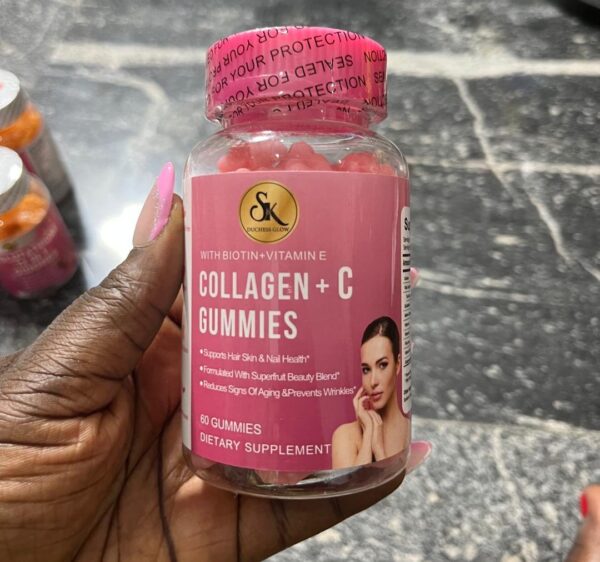 FOR YOUR PROTECTION
SEALED FOR YOUR
SK
DUCHESS GLOW
WITH BIOTIN+VITAMIN E
COLLAGEN + C
GUMMIES
•Supports Hair Skin & Nail Health*
•Formulated With Superfruit Beauty Blend*
•Reduces Signs Of Aging &Prevents Wrinkles*
60 GUMMIES
DIETARY SUPPLEMENT